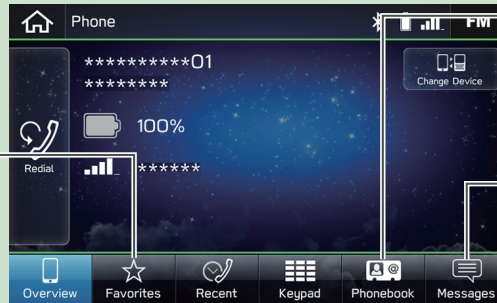 Phone
FM
**********01
********
Change Device
100%
Redial
******
Overview
Favorites
Recent
Keypad
Phonebook
Messages